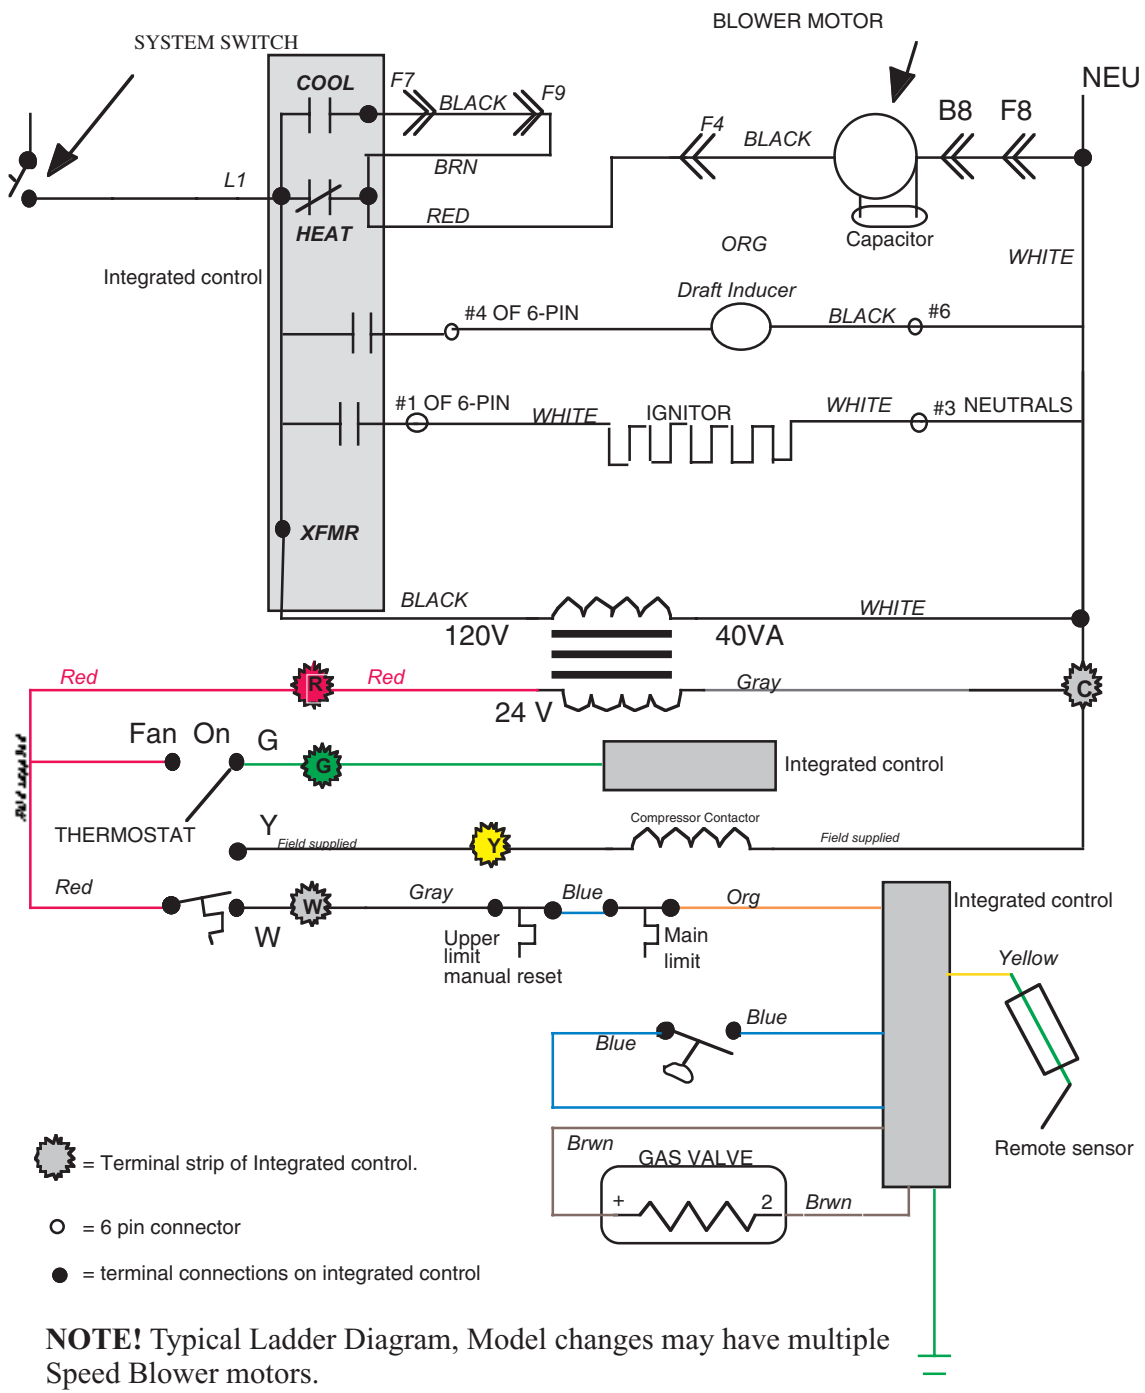 BLOWER MOTOR
SYSTEM SWITCH
NEU
COOL
F7
BLACK
F9
F4
BLACK
B8
F8
BRN
L1
RED
HEAT
Capacitor
ORG
WHITE
Integrated control
Draft Inducer
#4 OF 6-PIN
BLACK
#6
#1 OF 6-PIN
WHITE
IGNITOR
WHITE
#3 NEUTRALS
XFMR
BLACK
WHITE
120V
40VA
Red
R
Red
Gray
C
24 V
Fan On
G
G
Integrated control
THERMOSTAT
Y
Field supplied
Y
Compressor Contactor
Field supplied
Red
W
W
Gray
Blue
Org
Integrated control
Upper
limit
manual reset
Main
limit
Yellow
Blue
Blue
Remote sensor
Brwn
GAS VALVE
+
2
Brwn
= Terminal strip of Integrated control.
= 6 pin connector
= terminal connections on integrated control
NOTE! Typical Ladder Diagram, Model changes may have multiple
Speed Blower motors.